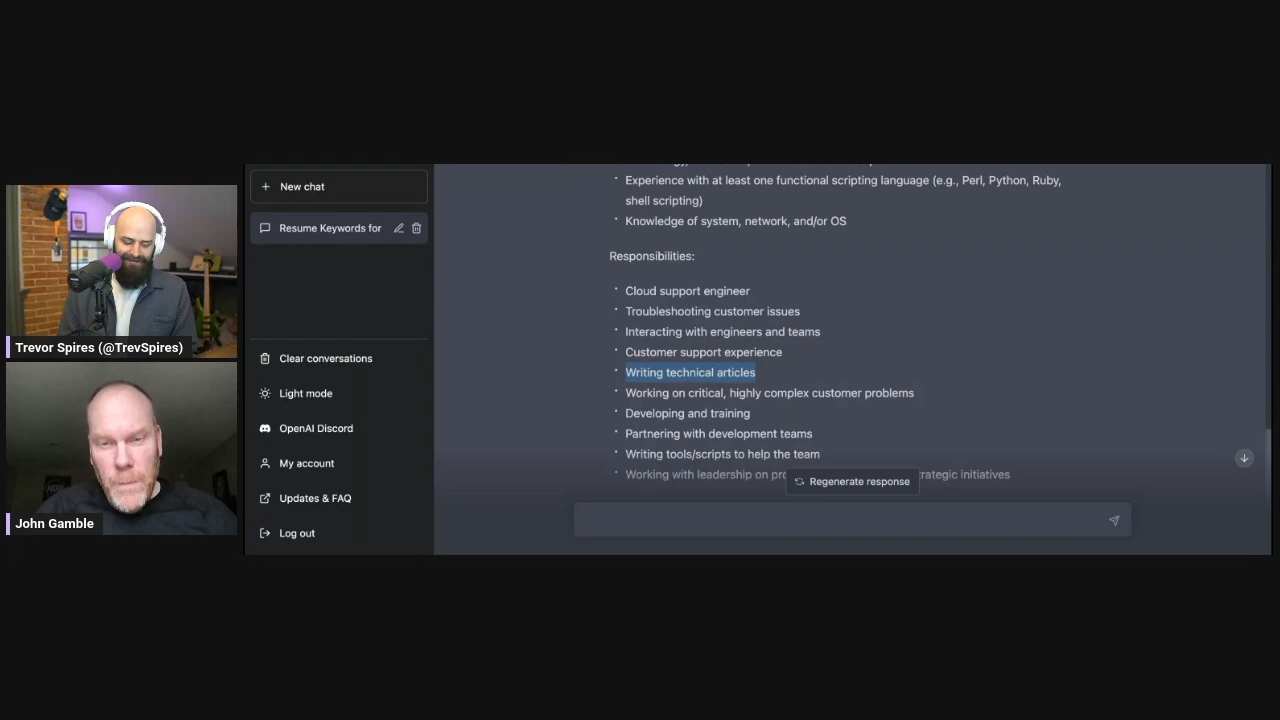 Trevor Spires (@TrevSpires)
John Gamble
New chat
Resume Keywords for
Clear conversations
Light mode
OpenAI Discord
My account
Updates & FAQ
Log out
Experience with at least one functional scripting language (e.g., Perl, Python, Ruby,
shell scripting)
Knowledge of system, network, and/or OS
Responsibilities:
Cloud support engineer
Troubleshooting customer issues
Interacting with engineers and teams
Customer support experience
Writing technical articles
Working on critical, highly complex customer problems
Developing and training
Partnering with development teams
Writing tools/scripts to help the team
Working with leadership on
Regenerate response